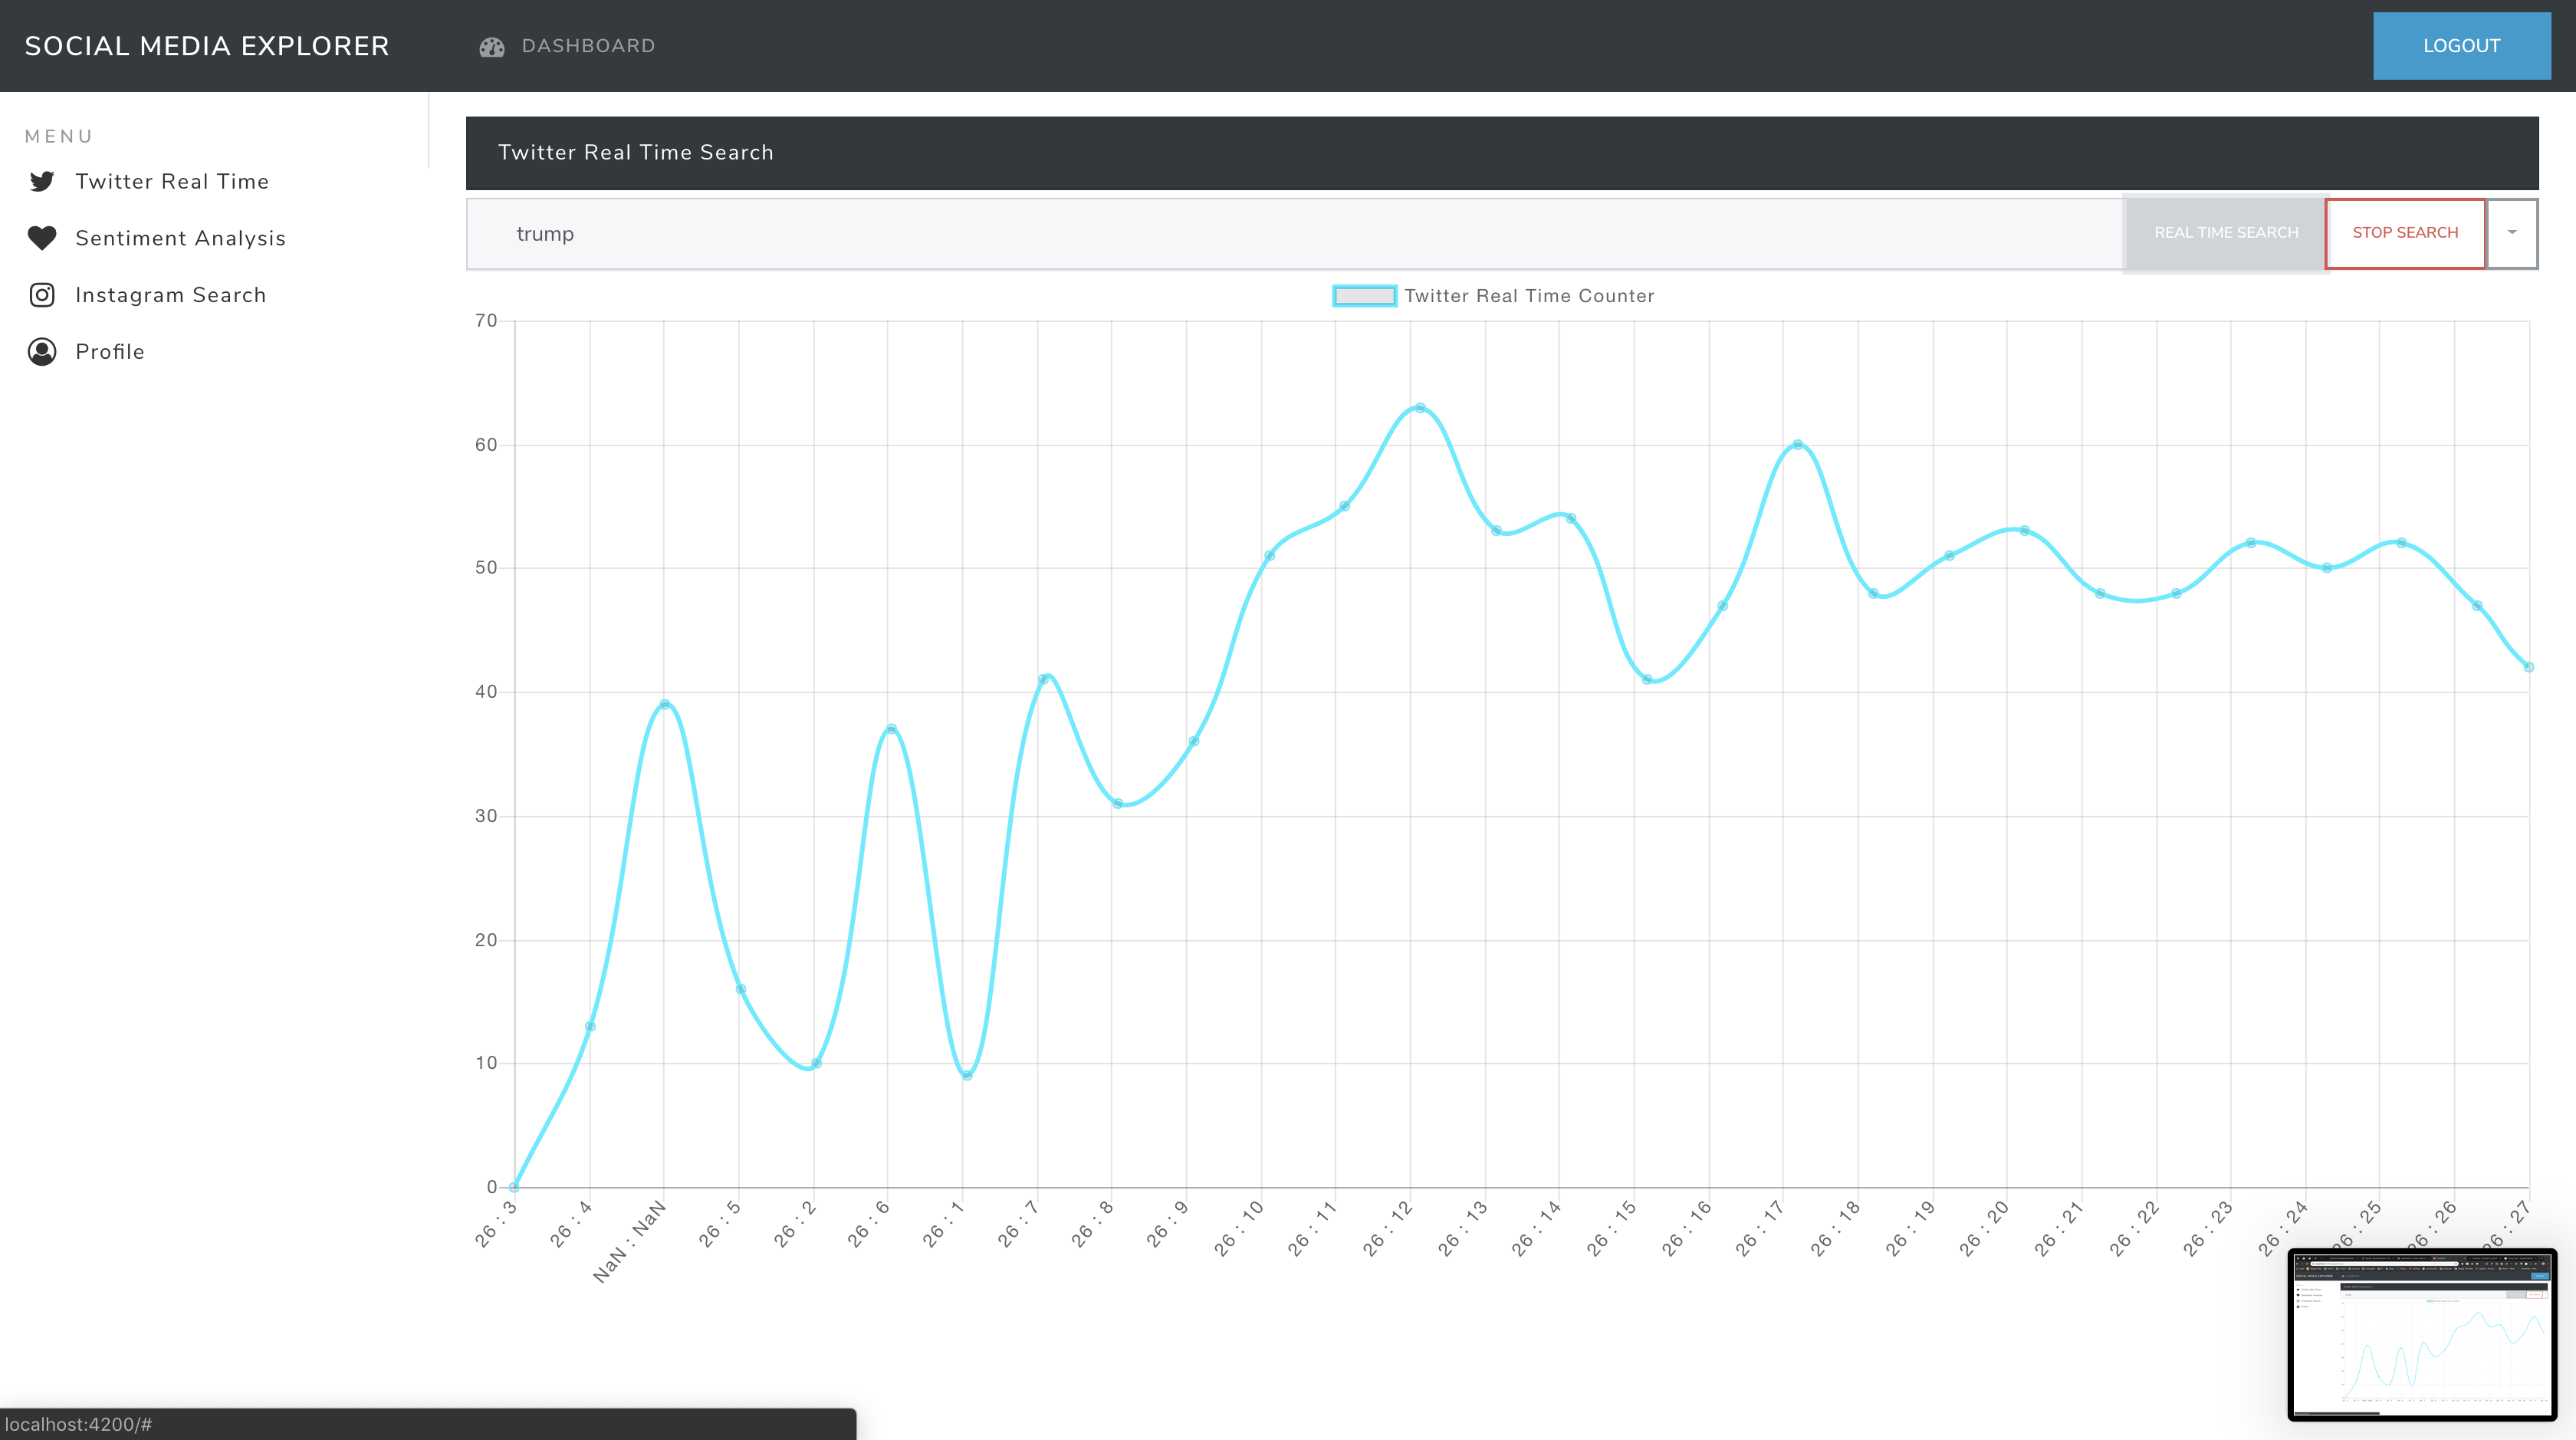 SOCIAL MEDIA EXPLORER
DASHBOARD
LOGOUT
MENU
Twitter Real Time
Sentiment Analysis
Instagram Search
Profile
Twitter Real Time Search
trump
REAL TIME SEARCH
STOP SEARCH
Twitter Real Time Counter
70
60
50
40
30
20
10
0
26 : 3
26 : 4
NaN : NaN
26 : 5
26 : 2
26 : 6
26 : 1
26 : 7
26 : 8
26 : 9
26 : 10
26 : 11
26 : 12
26 : 13
26 : 14
26 : 15
26 : 16
26 : 17
26 : 18
26 : 19
26 : 20
26 : 21
26 : 22
26 : 23
26 : 24
26 : 25
26 : 26
26 : 27
localhost:4200/#